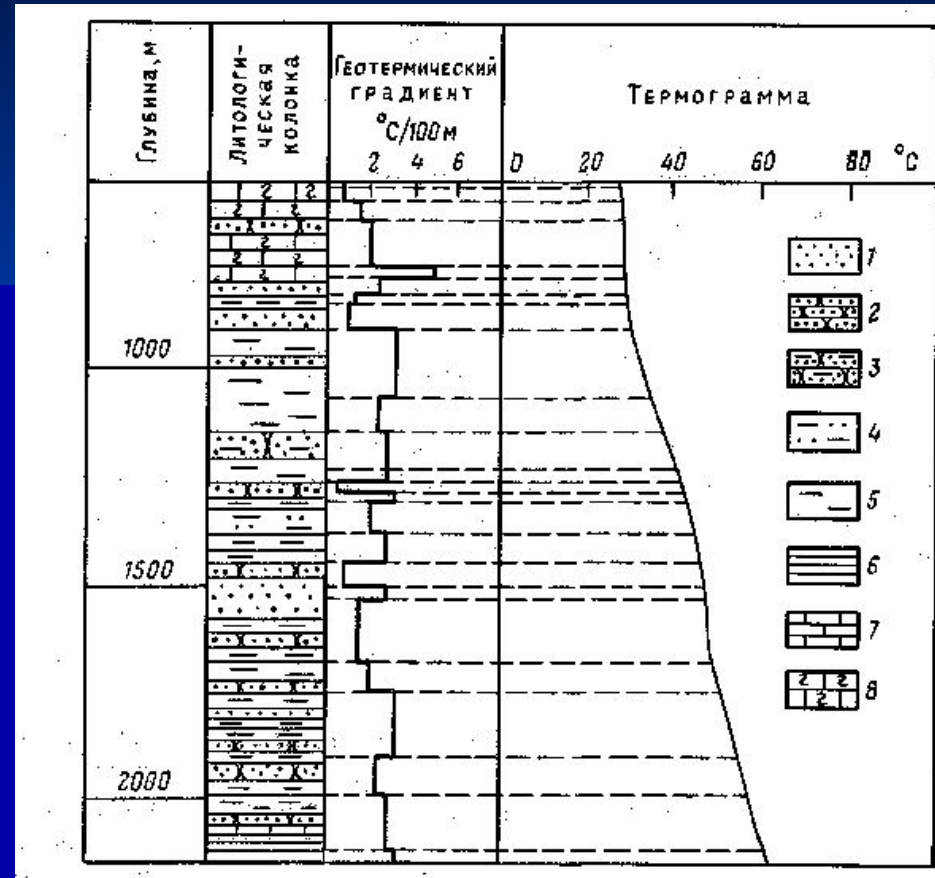 Глубина, м
Литологи-
ческая
колонка
Геотермический
градиент
°С/100м
2 4 6
Термограмма
0 20 40 60 80 °С
1
2
3
4
5
6
7
8
1000
1500
2000